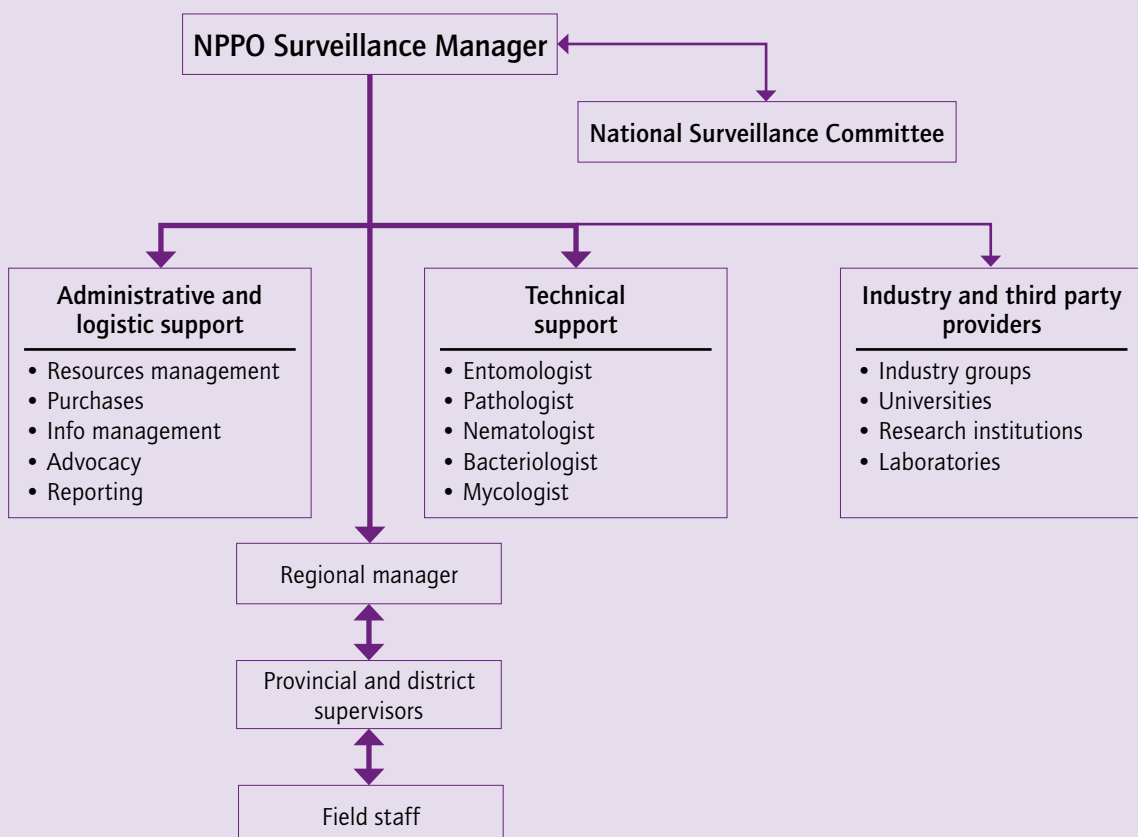 NPPO Surveillance Manager
National Surveillance Committee
Administrative and
logistic support
• Resources management
• Purchases
• Info management
• Advocacy
• Reporting
Technical
support
• Entomologist
• Pathologist
• Nematologist
• Bacteriologist
• Mycologist
Industry and third party
providers
• Industry groups
• Universities
• Research institutions
• Laboratories
Regional manager
Provincial and district
supervisors
Field staff